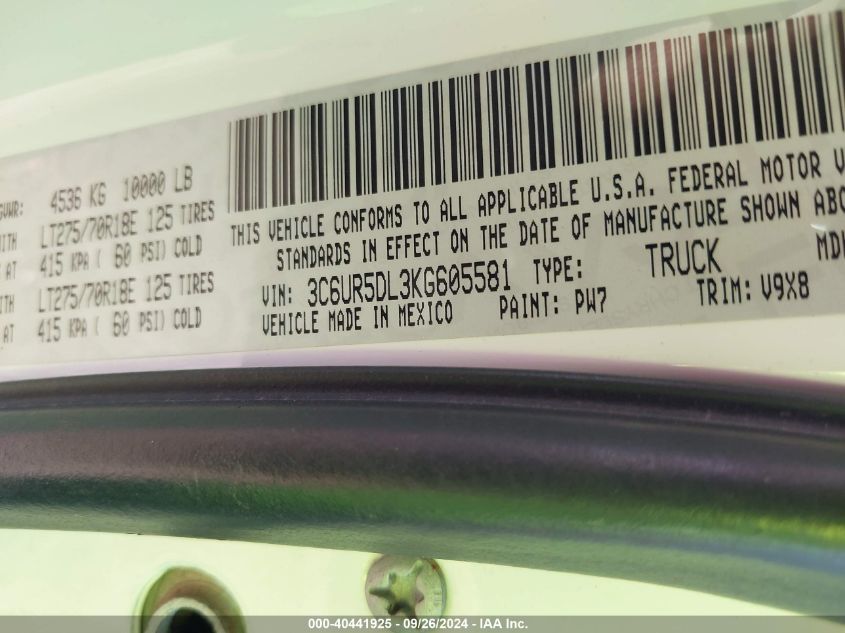 GVWR: 4536 KG 10000 LB
WITH LT275/70R18E 125 TIRES
AT 415 KPA ( 60 PSI) COLD
WITH LT275/70R18E 125 TIRES
AT 415 KPA ( 60 PSI) COLD
THIS VEHICLE CONFORMS TO ALL APPLICABLE U.S.A. FEDERAL MOTOR V
STANDARDS IN EFFECT ON THE DATE OF MANUFACTURE SHOWN ABO
VIN: 3C6UR5DL3KG605581 TYPE: TRUCK MD
VEHICLE MADE IN MEXICO PAINT: PW7 TRIM: V9X8
000-40441925 - 09/26/2024 - IAA Inc.